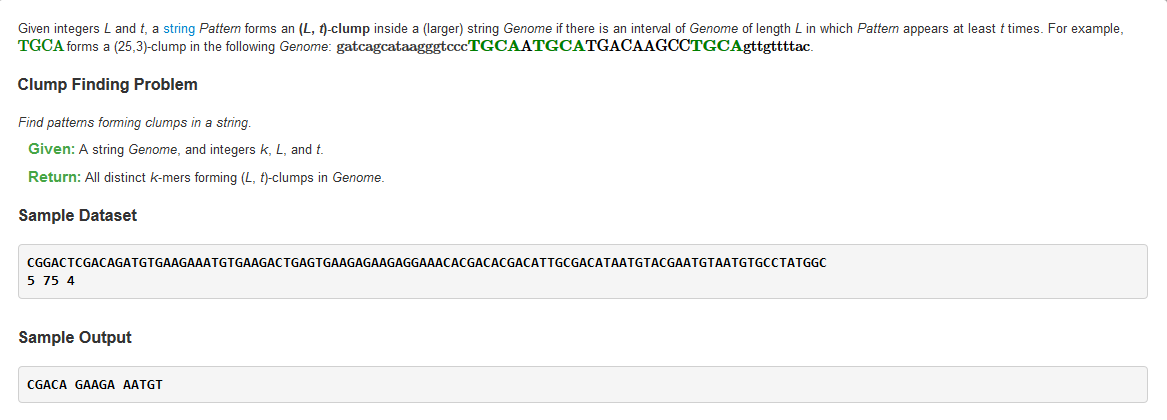 Given integers L and t, a string Pattern forms an (L, t)-clump inside a (larger) string Genome if there is an interval of Genome of length L in which Pattern appears at least t times. For example,
TGCA forms a (25,3)-clump in the following Genome: gatcagcataagggtcccTGCAATGCATGACAAGCCTGCAgttgttttac.
Clump Finding Problem
Find patterns forming clumps in a string.
Given: A string Genome, and integers k, L, and t.
Return: All distinct k-mers forming (L, t)-clumps in Genome.
Sample Dataset
CGGACTCGACAGATGTGAAGAAATGTGAAGACTGAGTGAAGAGAAGAGGAAACACGACACGACATTGCGACATAATGTACGAATGTAATGTGCCTATGGC
5 75 4
Sample Output
CGACA GAAGA AATGT